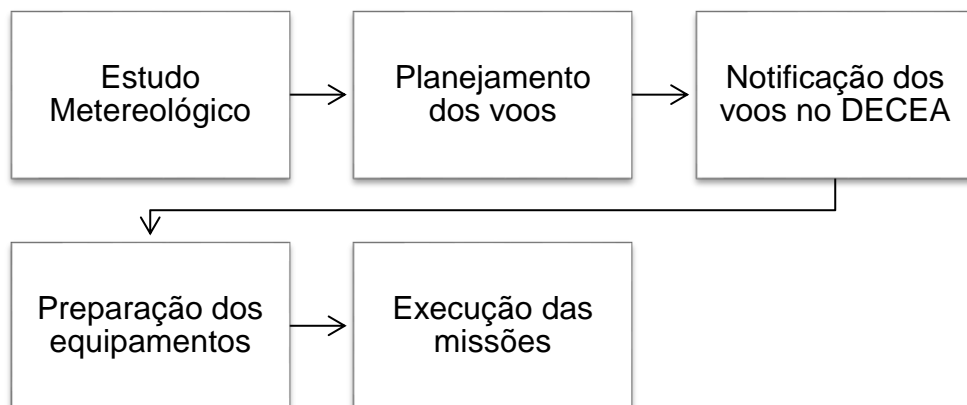 Estudo
Metereológico
Planejamento
dos voos
Notificação dos
voos no DECEA
Preparação dos
equipamentos
Execução das
missões